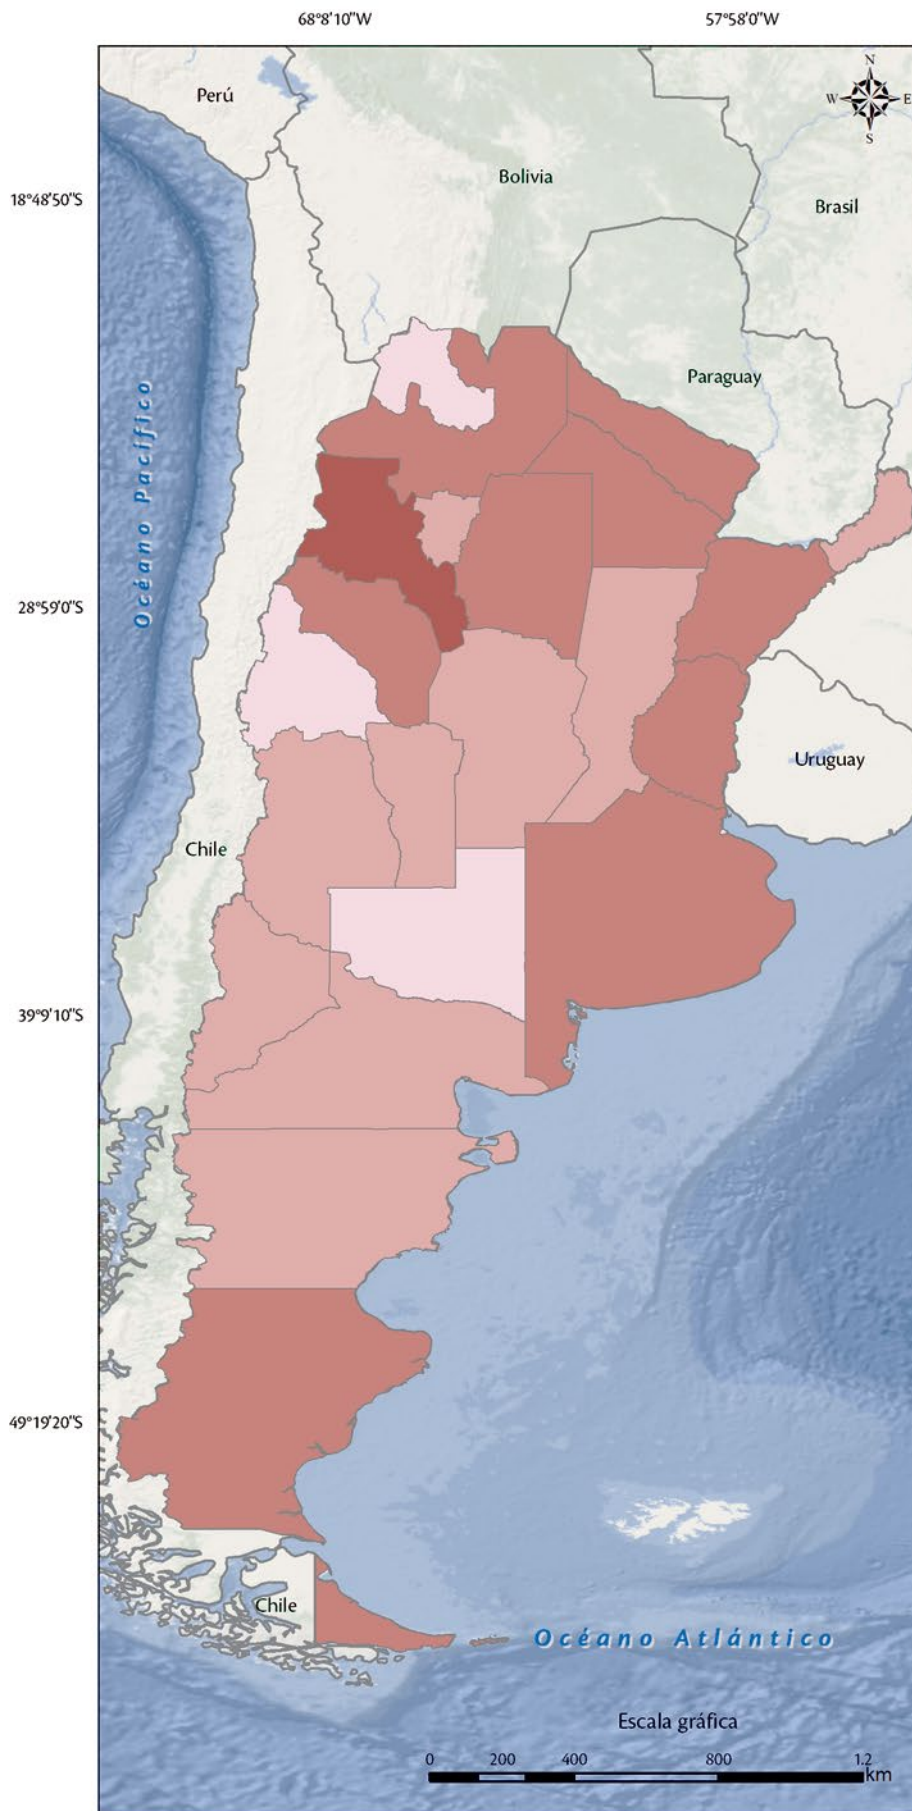 68°8'10"W
57°58'0"W
N
W
E
S
Perú
Bolivia
18°48'50"S
Brasil
Paraguay
Océano Pacífico
28°59'0"S
Uruguay
Chile
39°9'10"S
49°19'20"S
Chile
Océano Atlántico
Escala gráfica
0 200 400 800 1.2
km